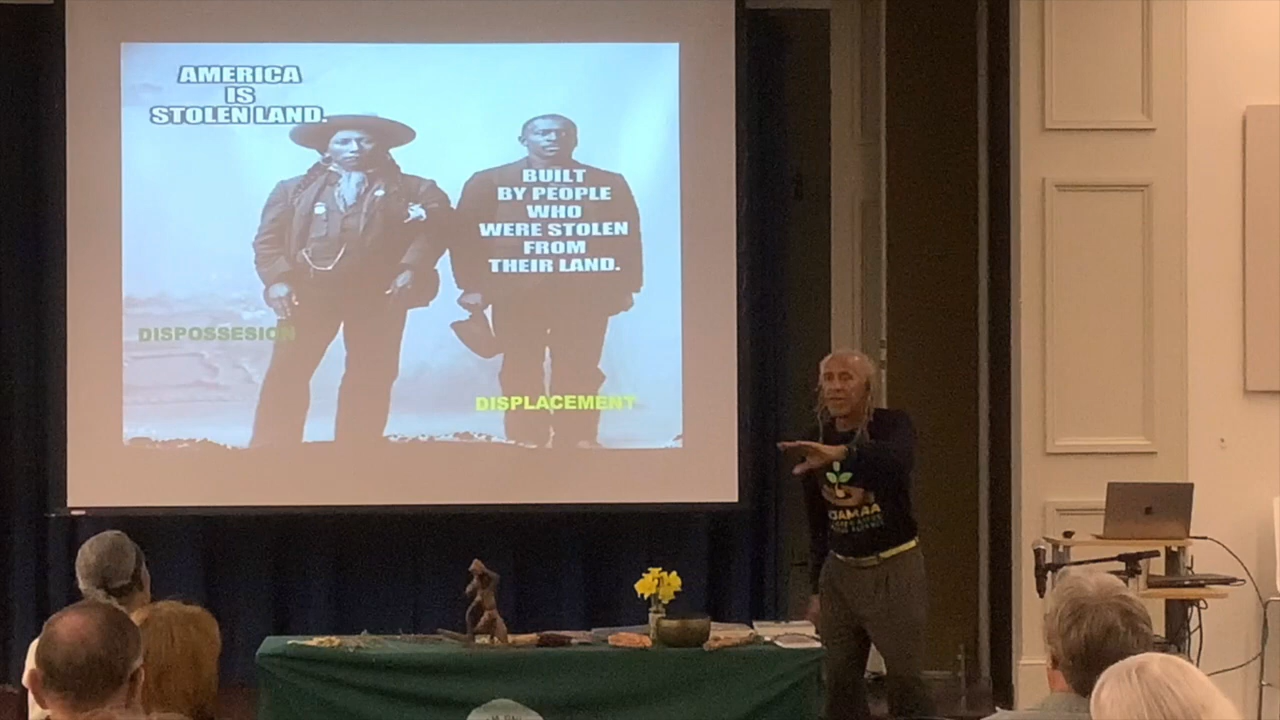 AMERICA
IS
STOLEN LAND.
BUILT
BY PEOPLE
WHO
WERE STOLEN
FROM
THEIR LAND.
DISPOSSESION
DISPLACEMENT